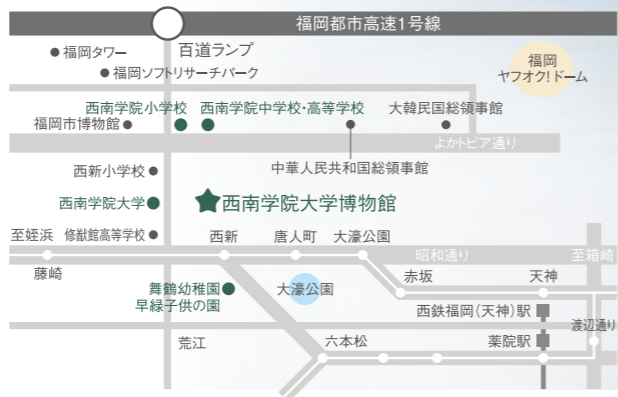 福岡都市高速1号線
福岡タワー
百道ランプ
福岡ソフトリサーチパーク
福岡
ヤフオク!ドーム
西南学院小学校
西南学院中学校・高等学校
大韓民国総領事館
福岡市博物館
よかトピア通り
西新小学校
中華人民共和国総領事館
西南学院大学
西南学院大学博物館
至姪浜
修猷館高等学校
西新
唐人町
大濠公園
昭和通り
至箱崎
藤崎
赤坂
天神
舞鶴幼稚園
早緑子供の園
大濠公園
西鉄福岡(天神)駅
渡辺通り
荒江
六本松
薬院駅